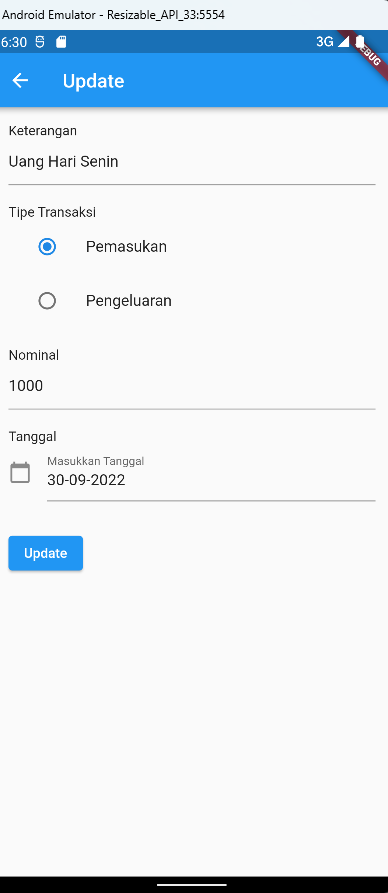 Android Emulator - Resizable_API_33:5554
6:30
3G
DEBUG
Update
Keterangan
Uang Hari Senin
Tipe Transaksi
Pemasukan
Pengeluaran
Nominal
1000
Tanggal
Masukkan Tanggal
30-09-2022
Update